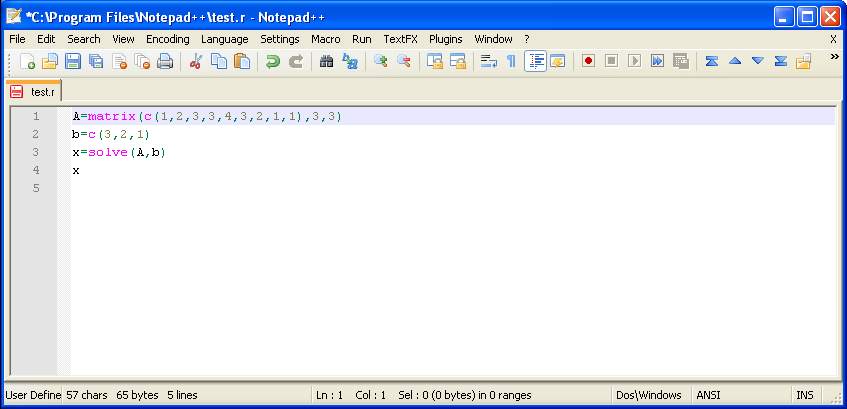 *C:\Program Files\Notepad++\test.r - Notepad++
File Edit Search View Encoding Language Settings Macro Run TextFX Plugins Window ? X
test.r
1 A=matrix(c(1,2,3,3,4,3,2,1,1),3,3)
2 b=c(3,2,1)
3 x=solve(A,b)
4 x
5
User Define 57 chars 65 bytes 5 lines Ln : 1 Col : 1 Sel : 0 (0 bytes) in 0 ranges Dos\Windows ANSI INS